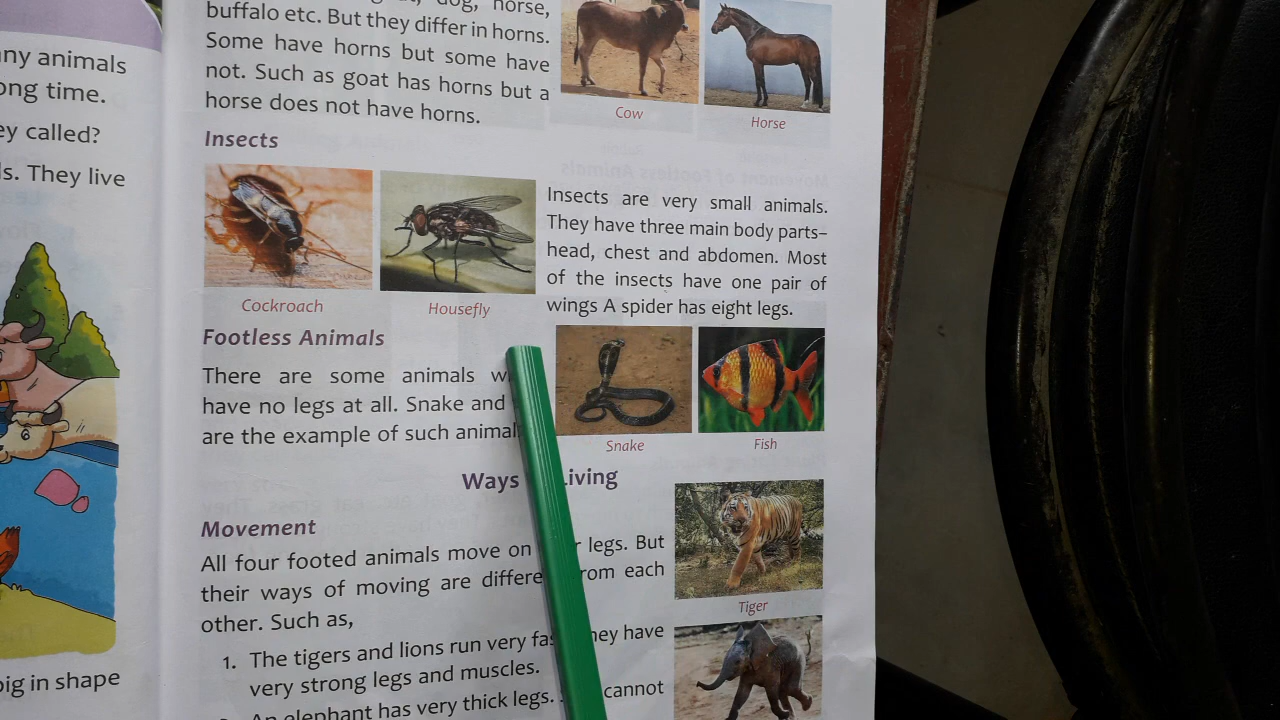 ny animals
ong time.
ey called?
ls. They live
big in shape
dog, horse,
buffalo etc. But they differ in horns.
Some have horns but some have
not. Such as goat has horns but a
horse does not have horns.
Cow
Horse
Insects
Cockroach
Housefly
Insects are very small animals.
They have three main body parts–
head, chest and abdomen. Most
of the insects have one pair of
wings A spider has eight legs.
Footless Animals
There are some animals
have no legs at all. Snake and
are the example of such animal
Snake
Fish
Ways iving
Movement
All four footed animals move on r legs. But
their ways of moving are differe rom each
other. Such as,
Tiger
1. The tigers and lions run very fas hey have
very strong legs and muscles.
An elephant has very thick legs. cannot